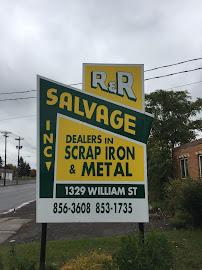 R&R
SALVAGE
INC
DEALERS IN
SCRAP IRON
& METAL
1329 WILLIAM ST
856-3608 853-1735